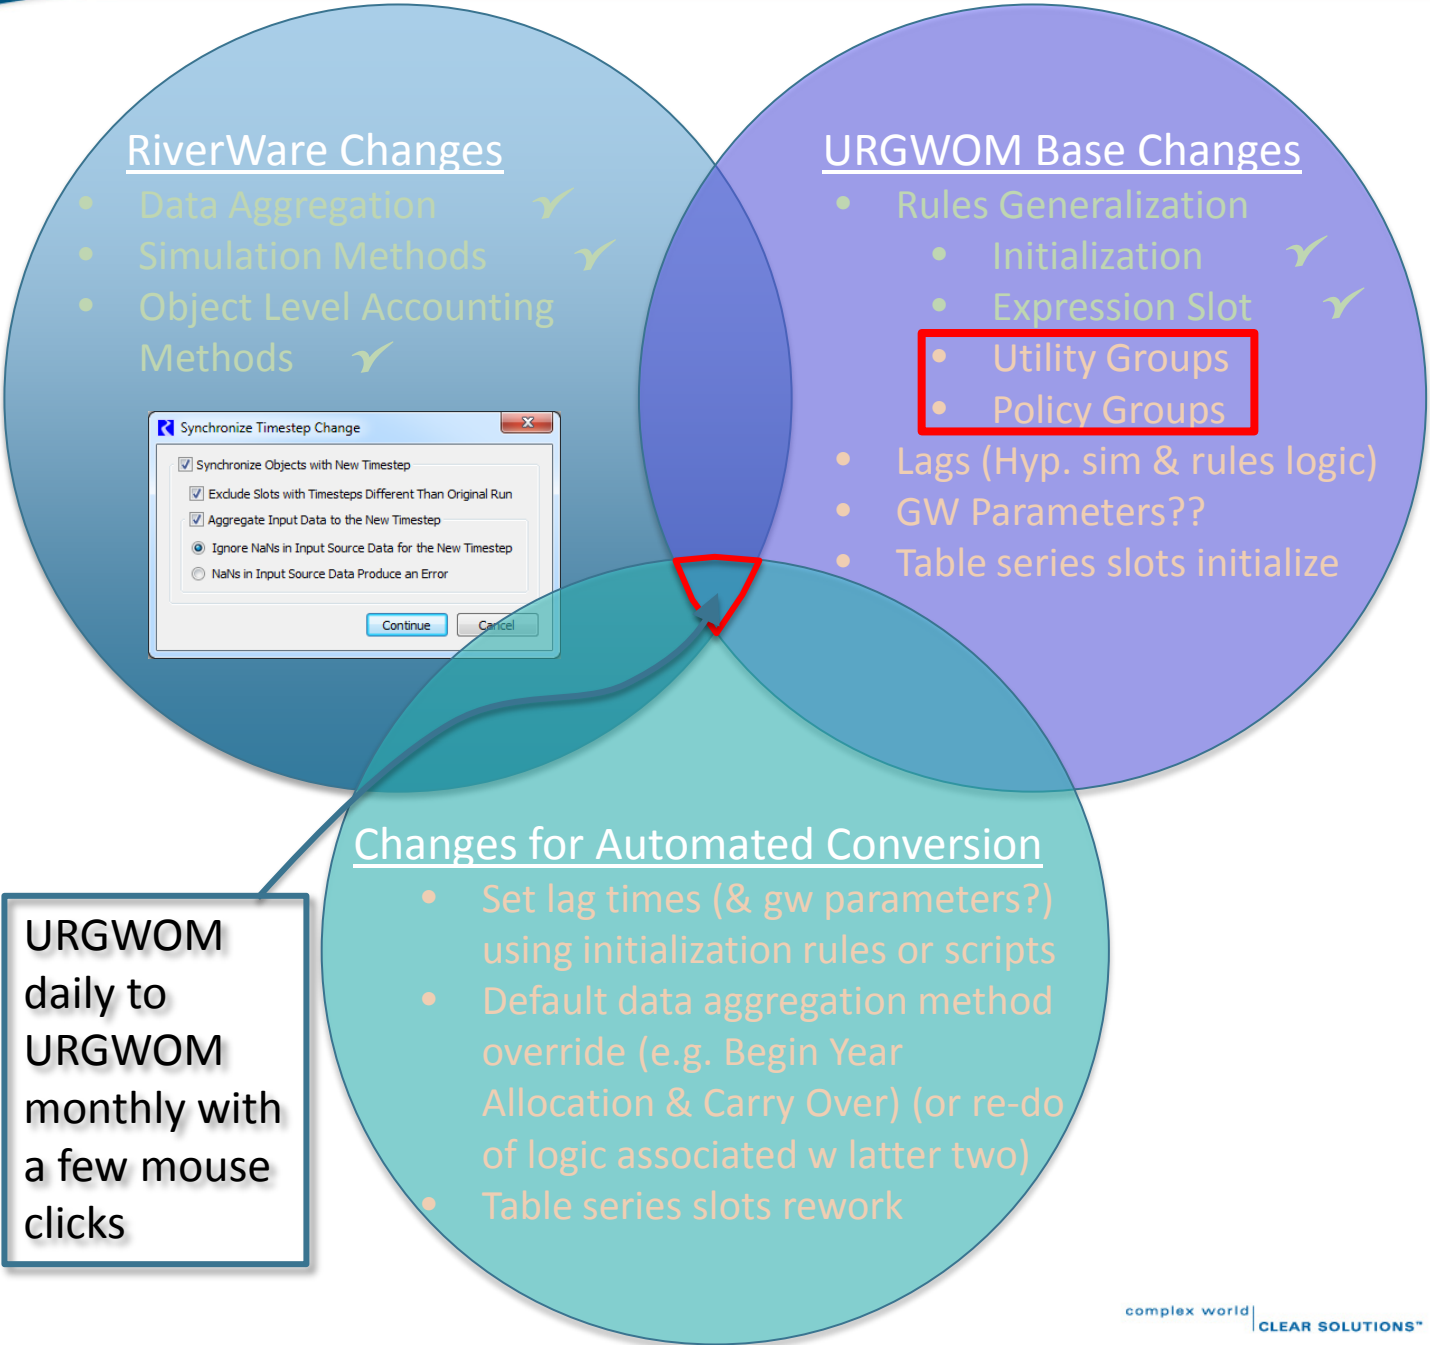 RiverWare Changes
• Data Aggregation ✓
• Simulation Methods ✓
• Object Level Accounting
Methods ✓
Synchronize Timestep Change
Synchronize Objects with New Timestep
Exclude Slots with Timesteps Different Than Original Run
Aggregate Input Data to the New Timestep
Ignore NaNs in Input Source Data for the New Timestep
NaNs in Input Source Data Produce an Error
Continue Cancel
URGWOM Base Changes
• Rules Generalization
• Initialization ✓
• Expression Slot ✓
• Utility Groups
• Policy Groups
• Lags (Hyp. sim & rules logic)
• GW Parameters??
• Table series slots initialize
Changes for Automated Conversion
• Set lag times (& gw parameters?)
using initialization rules or scripts
• Default data aggregation method
override (e.g. Begin Year
Allocation & Carry Over) (or re-do
of logic associated w latter two)
• Table series slots rework
URGWOM
daily to
URGWOM
monthly with
a few mouse
clicks
complex world
CLEAR SOLUTIONS™